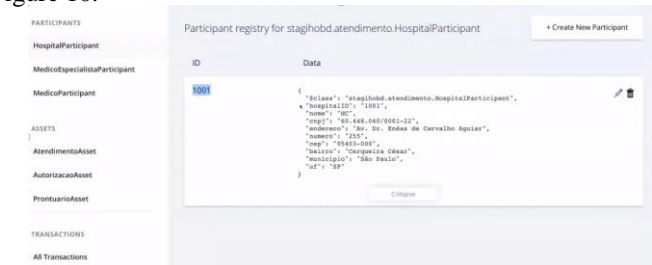 PARTICIPANTS
HospitalParticipant
MedicoEspecialistaParticipant
MedicoParticipant
ASSETS
AtendimentoAsset
AutorizacaoAsset
ProntuarioAsset
TRANSACTIONS
All Transactions
Participant registry for stagihobd.atendimento.HospitalParticipant
+ Create New Participant
ID Data
1001
{
"$class": "stagihobd.atendimento.HospitalParticipant",
"hospitalID": "1001",
"nome": "HC",
"cnpj": "60.448.040/0001-22",
"endereco": "Av. Dr. Enéas de Carvalho Aguiar",
"numero": "255",
"cep": "05403-000",
"bairro": "Cerqueira César",
"municipio": "São Paulo",
"uf": "SP"
}
Collapse